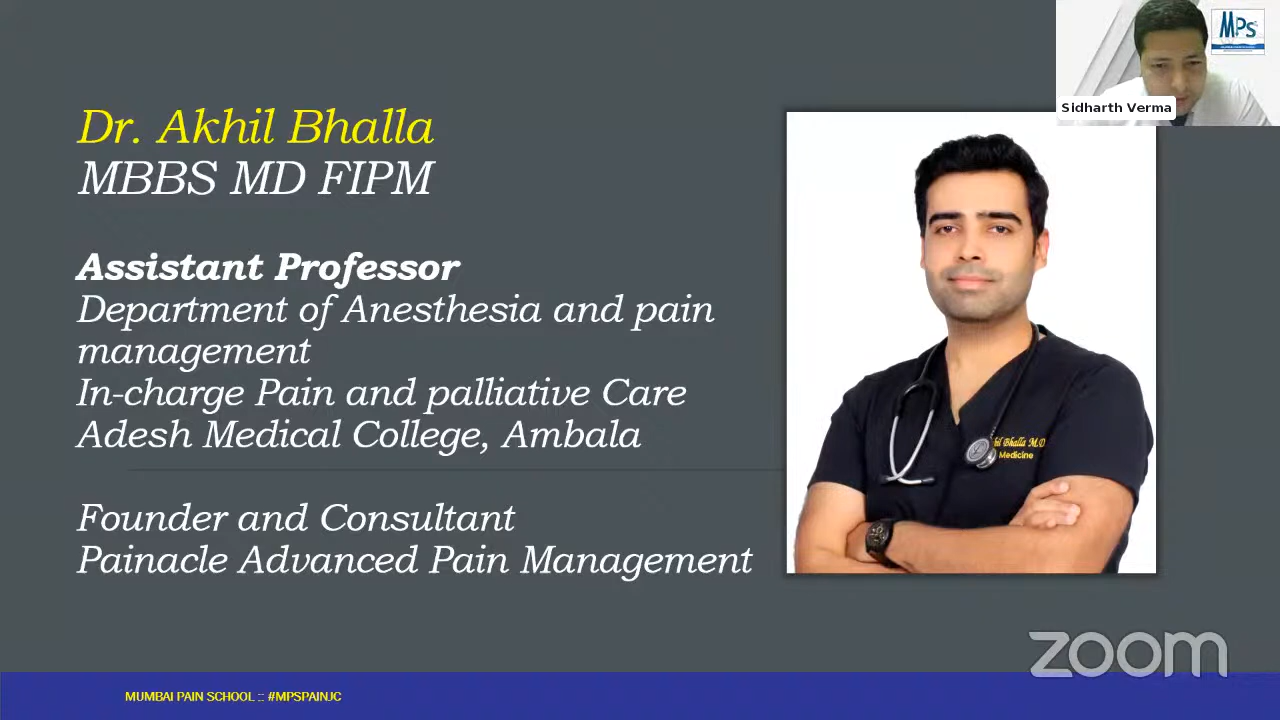 Dr. Akhil Bhalla
MBBS MD FIPM
Assistant Professor
Department of Anesthesia and pain
management
In-charge Pain and palliative Care
Adesh Medical College, Ambala
Founder and Consultant
Painacle Advanced Pain Management
MPS
Sidharth Verma
Bhalla M.D
Medicine
zoom
MUMBAI PAIN SCHOOL :: #MPSPAINJC